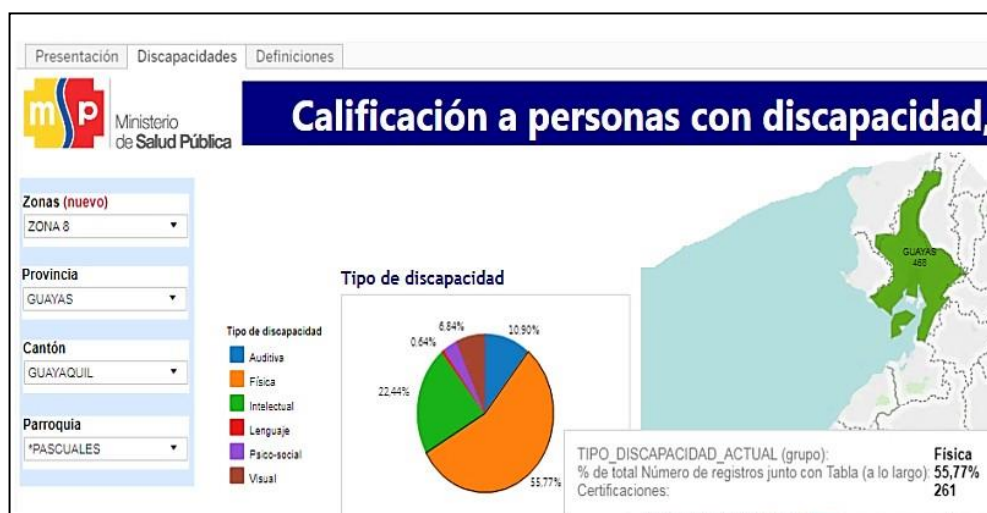 Presentación Discapacidades Definiciones
msp
Ministerio
de Salud Pública
Calificación a personas con discapacidad,
Zonas (nuevo)
ZONA 8
Provincia
GUAYAS
Cantón
GUAYAQUIL
Parroquia
*PASCUALES
Tipo de discapacidad
Auditiva
Física
Intelectual
Lenguaje
Psico-social
Visual
Tipo de discapacidad
6,84%
10,90%
0,64%
22,44%
55,77%
GUAYAS
468
TIPO_DISCAPACIDAD_ACTUAL (grupo): Física
% de total Número de registros junto con Tabla (a lo largo): 55,77%
Certificaciones: 261